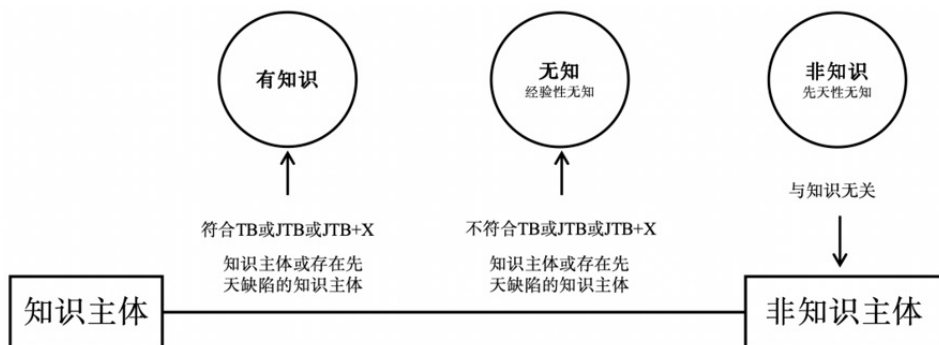 有知识
无知
经验性无知
非知识
先天性无知
符合TB或JTB或JTB+X
知识主体或存在先
天缺陷的知识主体
不符合TB或JTB或JTB+X
知识主体或存在先
天缺陷的知识主体
与知识无关
知识主体
非知识主体